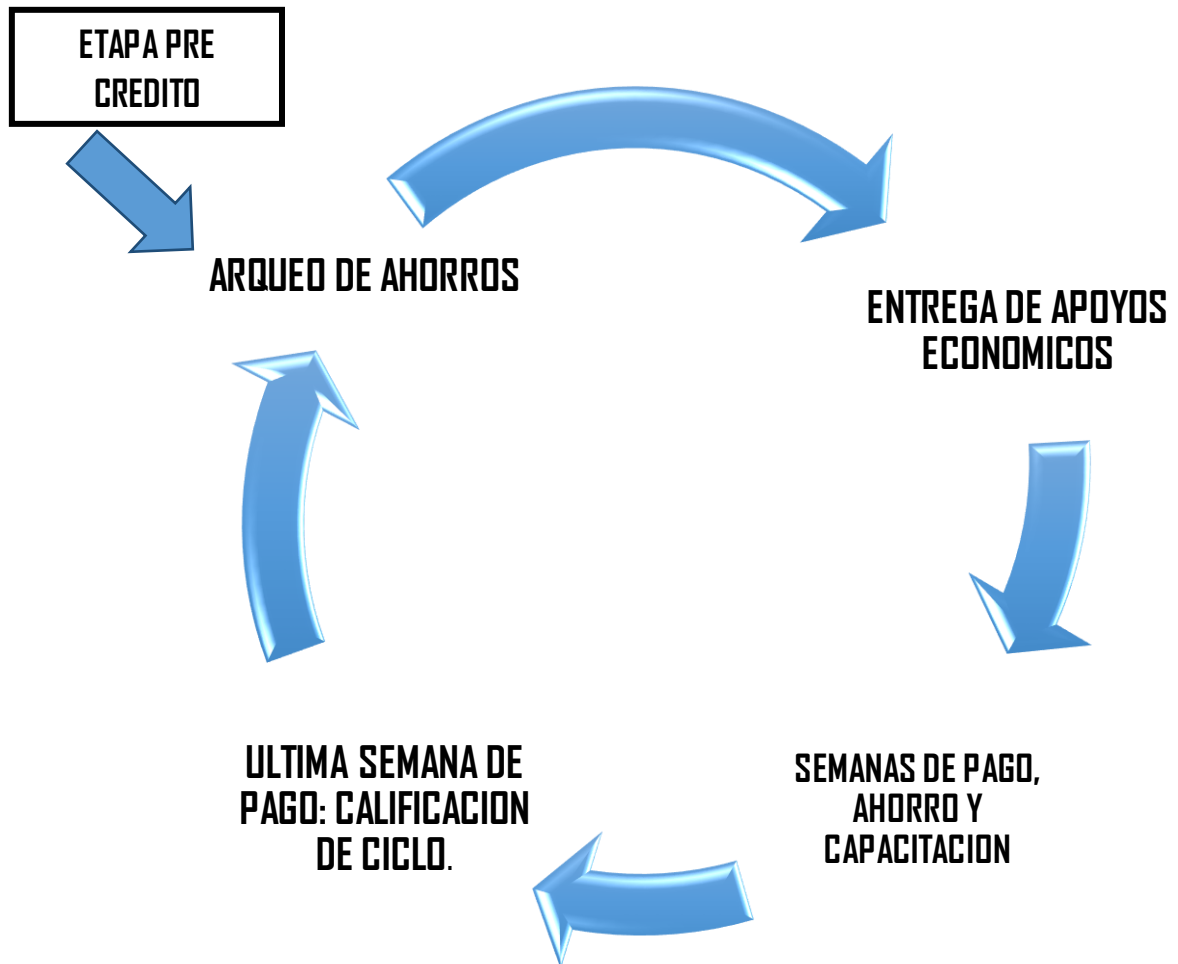 ETAPA PRE
CREDITO
ARQUEO DE AHORROS
ENTREGA DE APOYOS
ECONOMICOS
SEMANAS DE PAGO,
AHORRO Y
CAPACITACION
ULTIMA SEMANA DE
PAGO: CALIFICACION
DE CICLO.